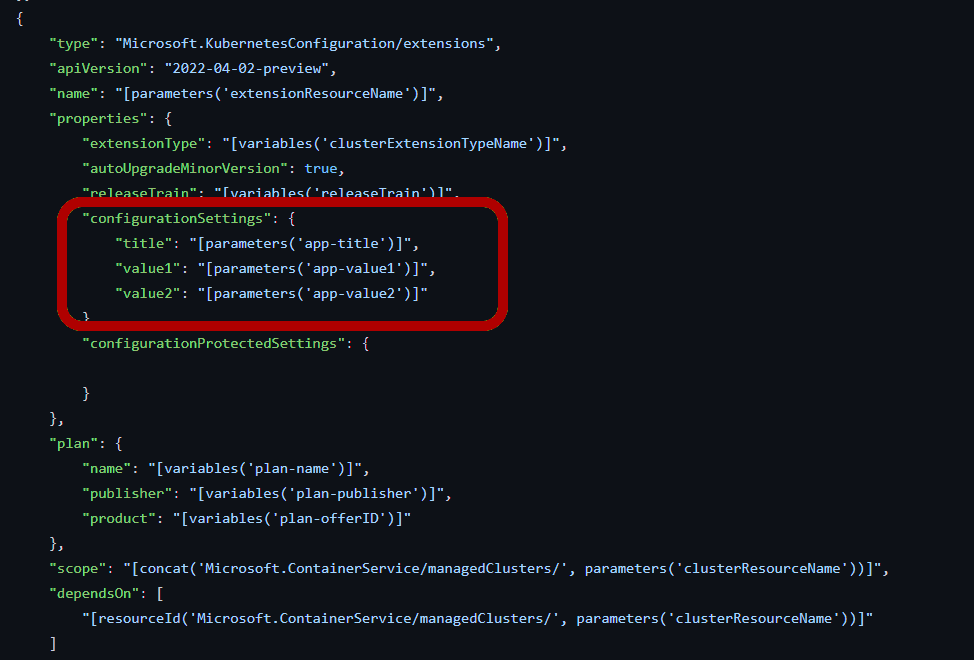 {
"type": "Microsoft.KubernetesConfiguration/extensions",
"apiVersion": "2022-04-02-preview",
"name": "[parameters('extensionResourceName')]",
"properties": {
"extensionType": "[variables('clusterExtensionTypeName')]",
"autoUpgradeMinorVersion": true,
"releaseTrain": "[variables('releaseTrain')]",
"configurationSettings": {
"title": "[parameters('app-title')]",
"value1": "[parameters('app-value1')]",
"value2": "[parameters('app-value2')]"
}
"configurationProtectedSettings": {
}
},
"plan": {
"name": "[variables('plan-name')]",
"publisher": "[variables('plan-publisher')]",
"product": "[variables('plan-offerID')]"
},
"scope": "[concat('Microsoft.ContainerService/managedClusters/', parameters('clusterResourceName'))]",
"dependsOn": [
"[resourceId('Microsoft.ContainerService/managedClusters/', parameters('clusterResourceName'))]"
]